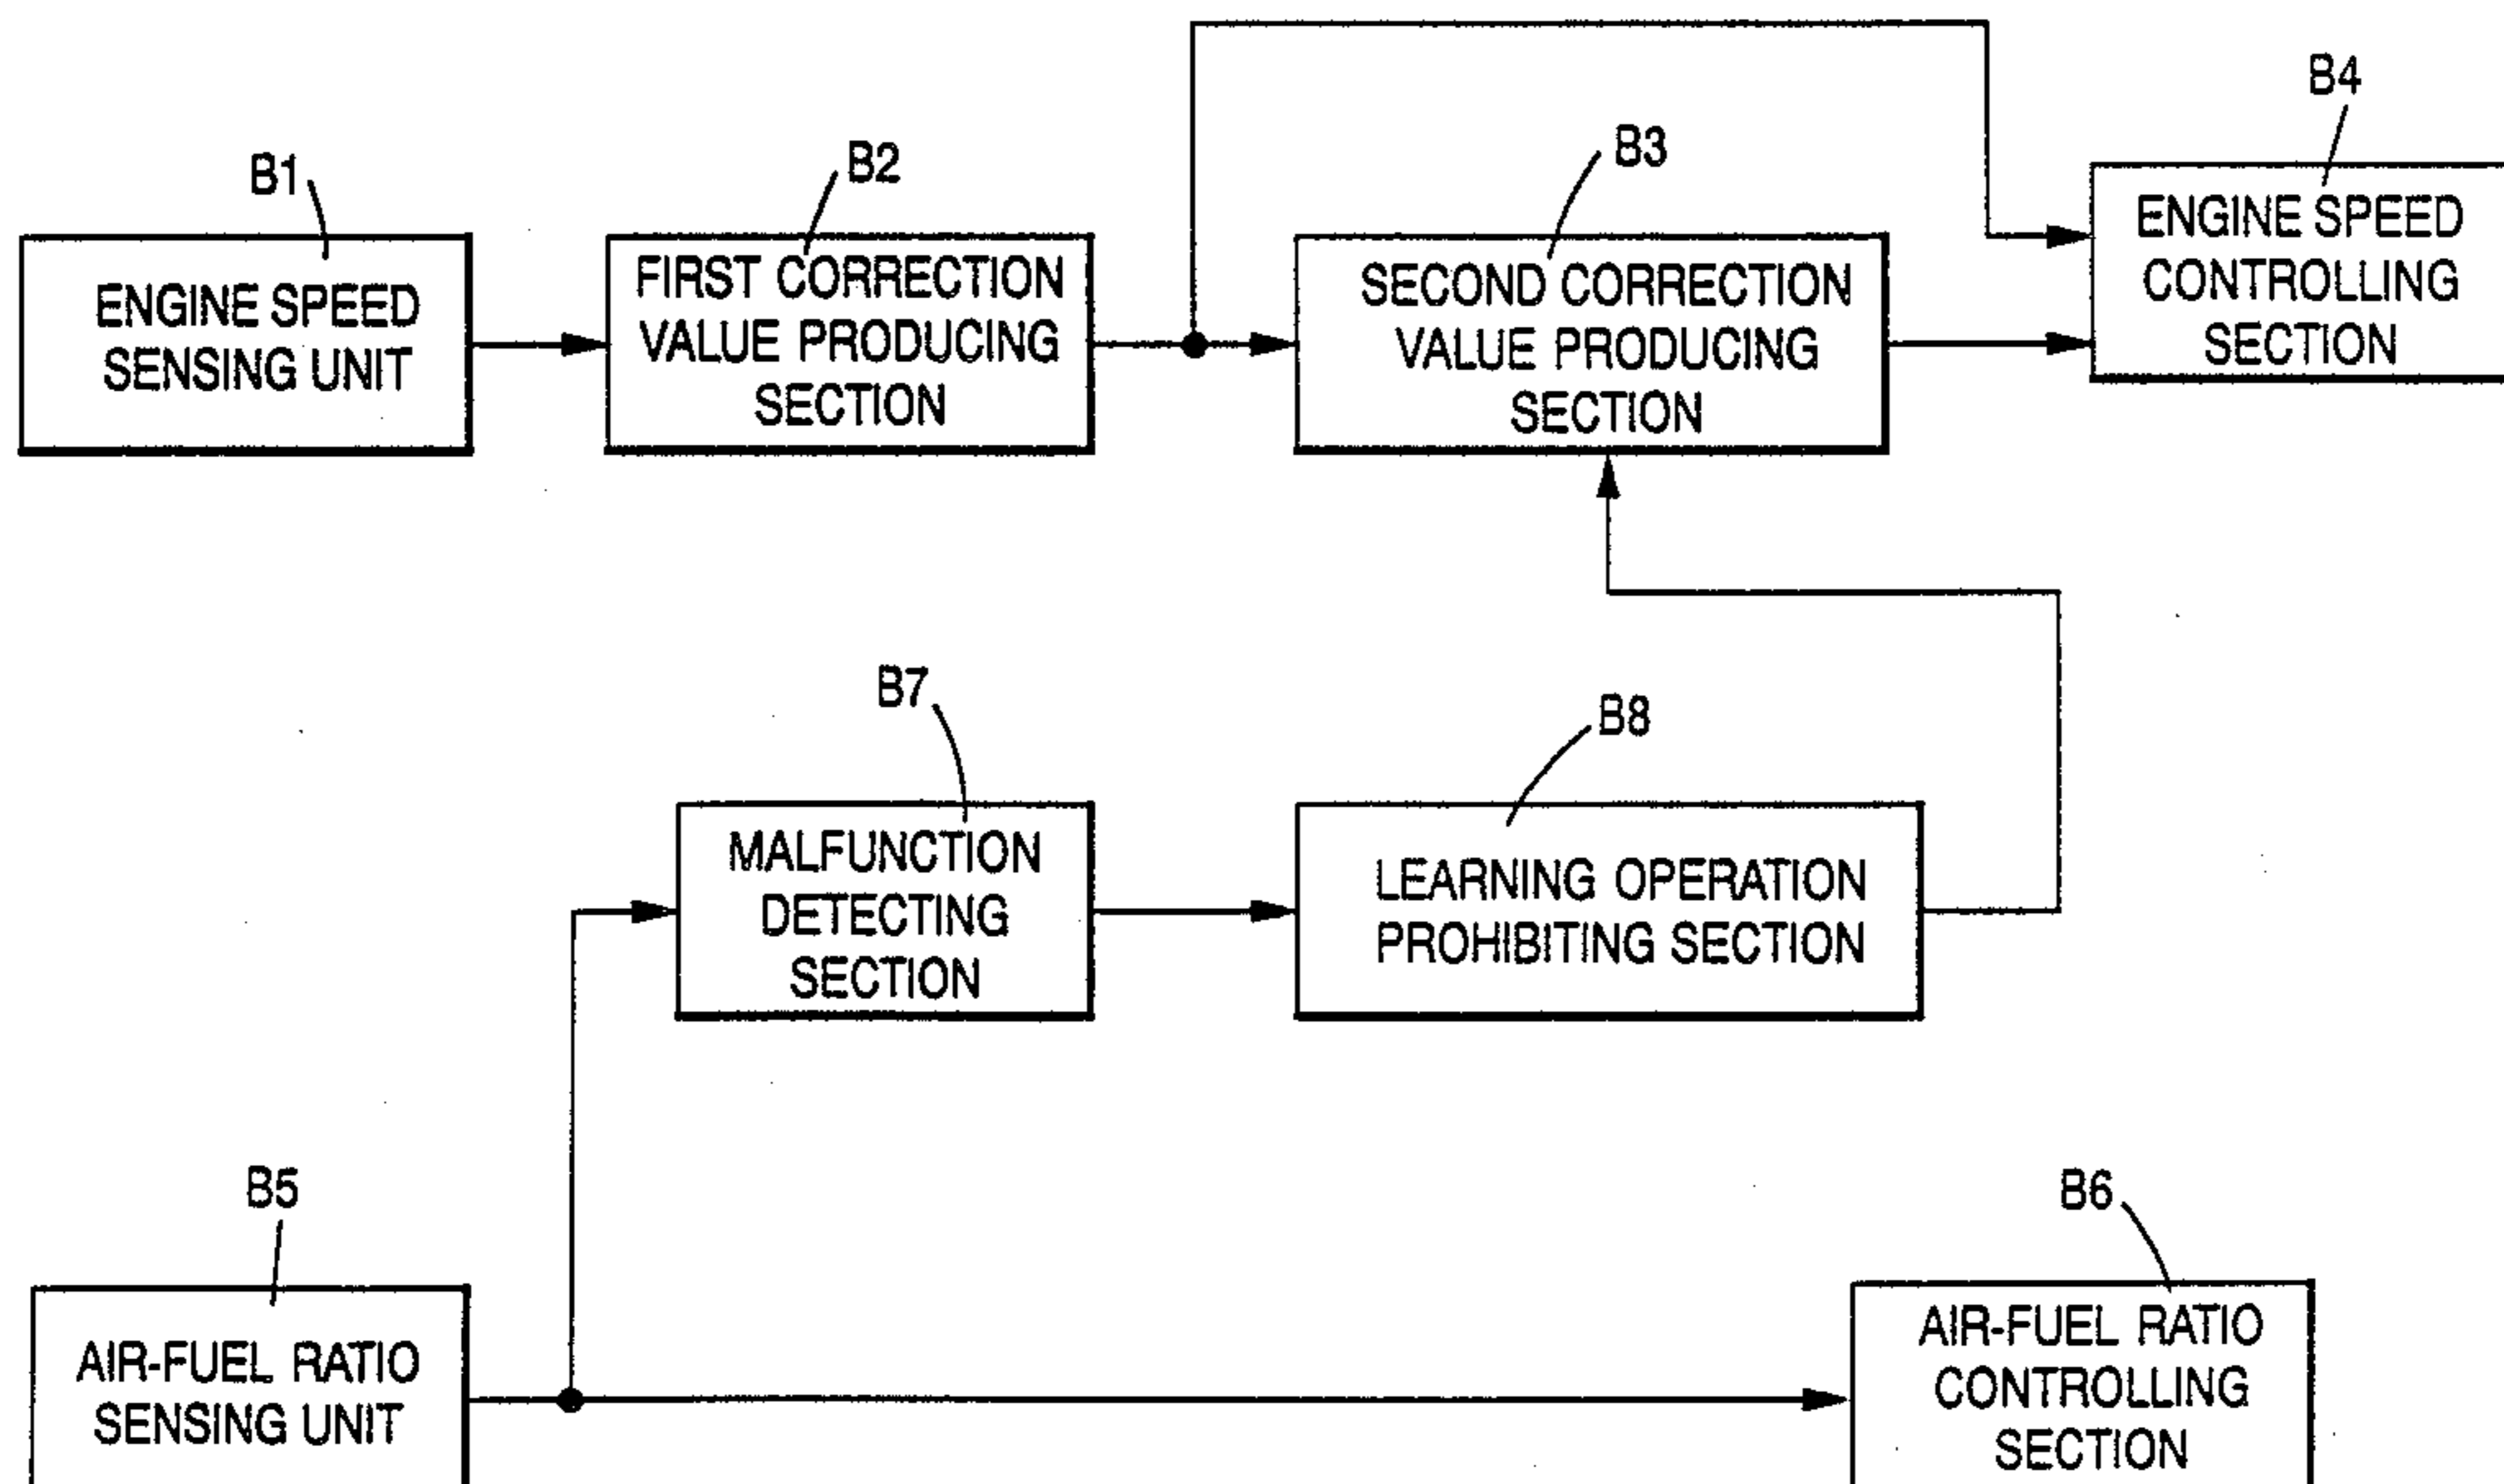 B1
ENGINE SPEED
SENSING UNIT
B2
FIRST CORRECTION
VALUE PRODUCING
SECTION
B3
SECOND CORRECTION
VALUE PRODUCING
SECTION
B4
ENGINE SPEED
CONTROLLING
SECTION
B7
MALFUNCTION
DETECTING
SECTION
B8
LEARNING OPERATION
PROHIBITING SECTION
B5
AIR-FUEL RATIO
SENSING UNIT
B6
AIR-FUEL RATIO
CONTROLLING
SECTION